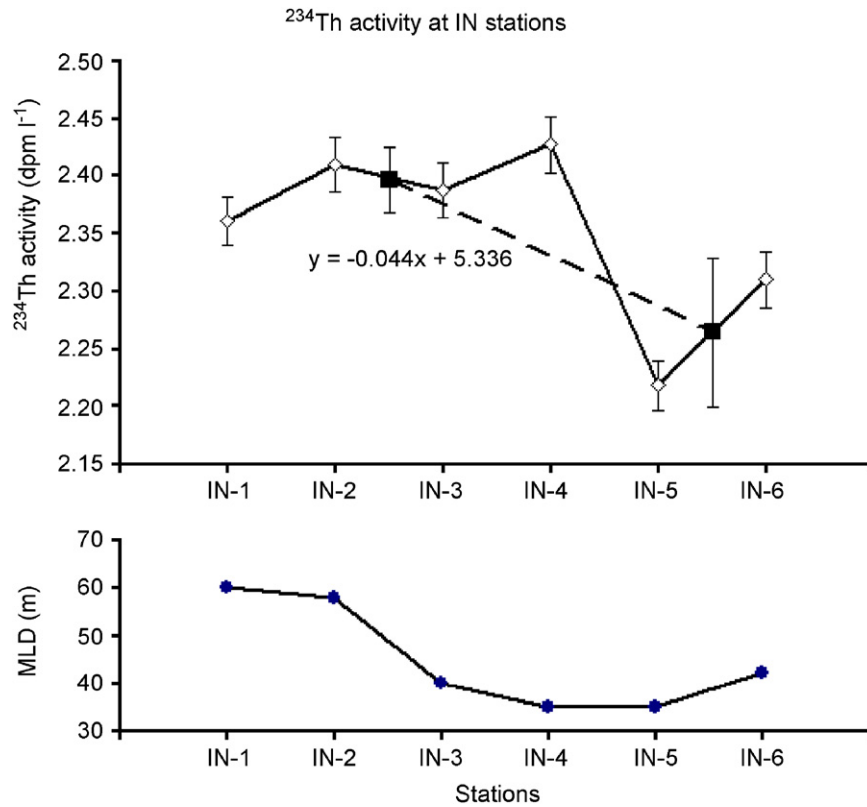 ²³⁴Th activity at IN stations
²³⁴Th activity (dpm l⁻¹)
2.50
2.45
2.40
2.35
2.30
2.25
2.20
2.15
y = -0.044x + 5.336
IN-1 IN-2 IN-3 IN-4 IN-5 IN-6
MLD (m)
70
60
50
40
30
IN-1 IN-2 IN-3 IN-4 IN-5 IN-6
Stations